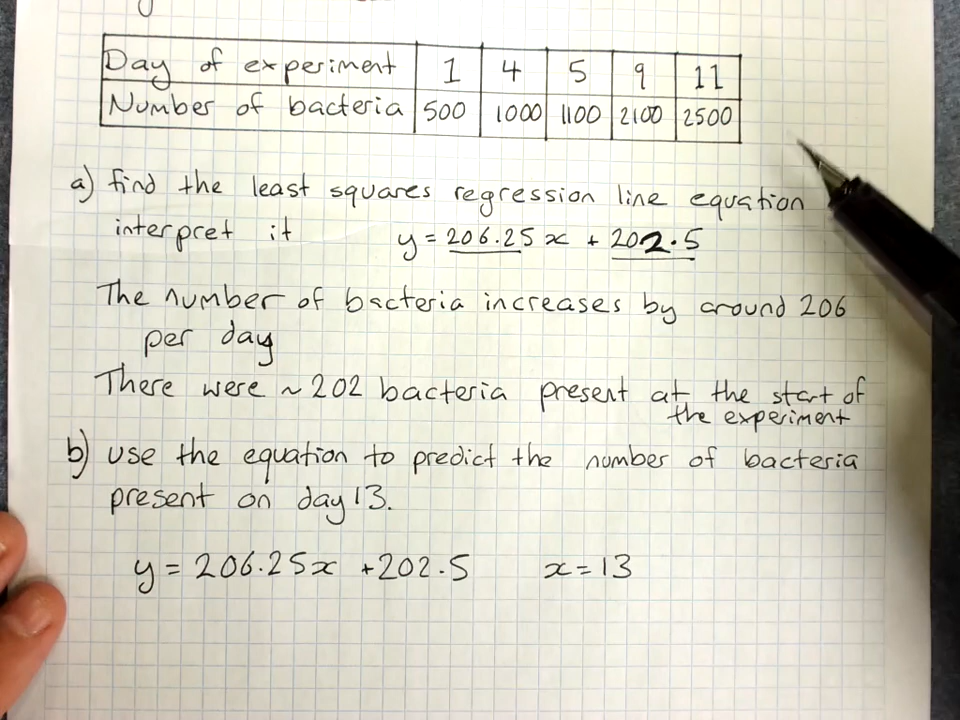 Day of experiment 1 4 5 9 11
Number of bacteria 500 1000 1100 2100 2500
a) find the least squares regression line equation
interpret it y = 206.25x + 202.5
The number of bacteria increases by around 206
per day
There were ~202 bacteria present at the start of
the experiment
b) use the equation to predict the number of bacteria
present on day 13.
y = 206.25x +202.5 x=13